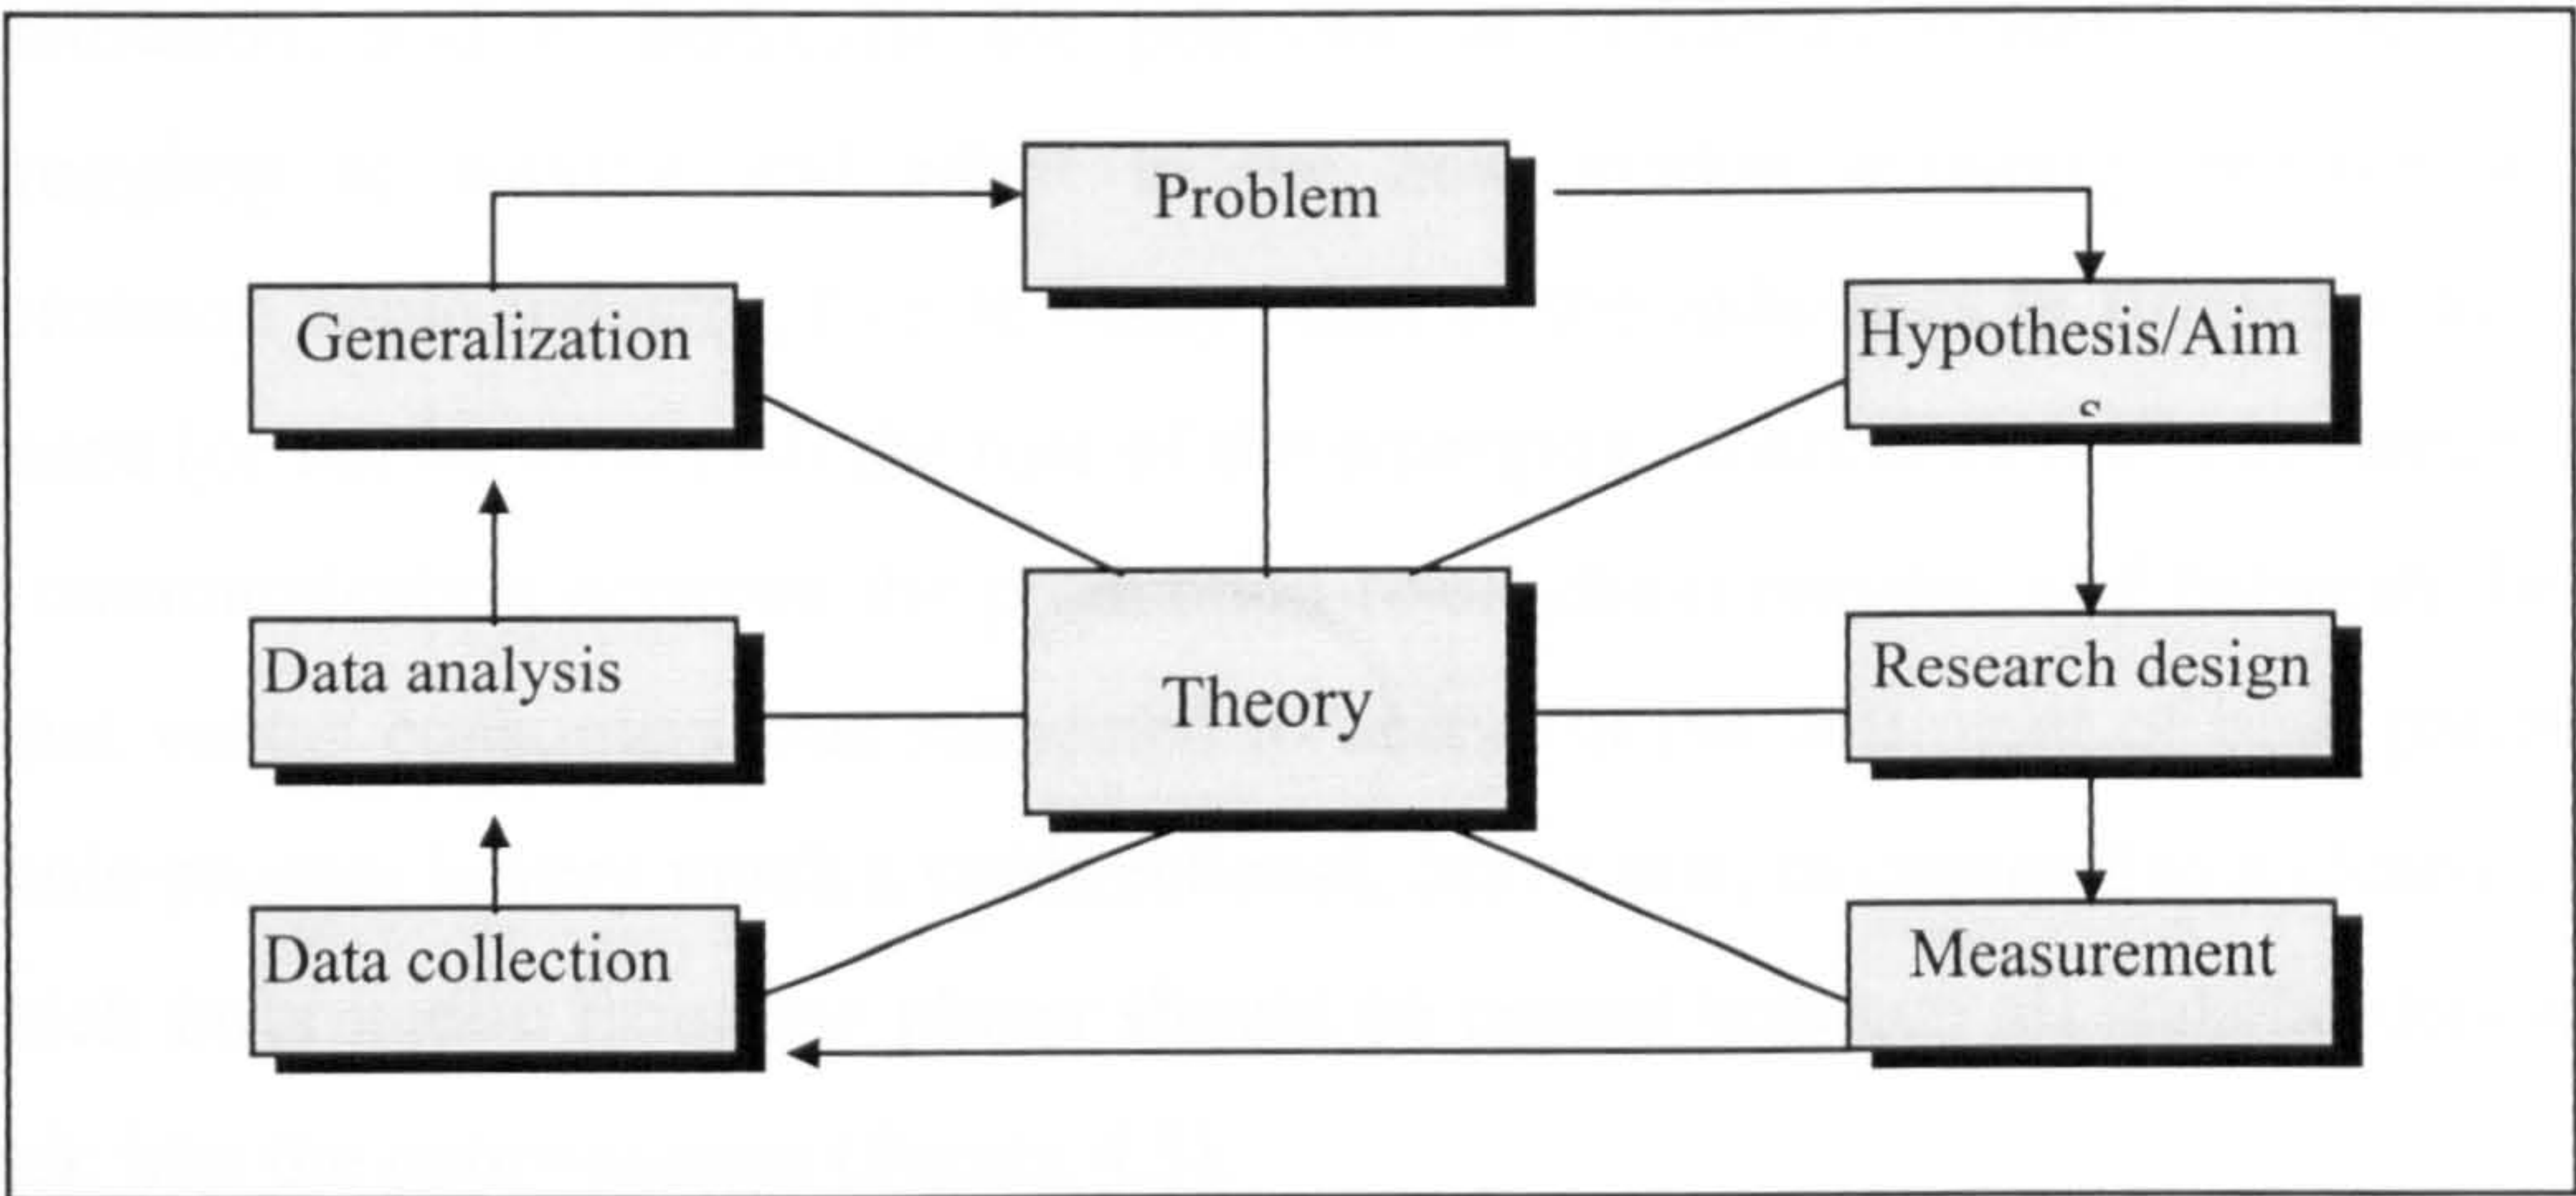 Problem
Generalization
Hypothesis/Aim
s
Theory
Data analysis
Research design
Data collection
Measurement